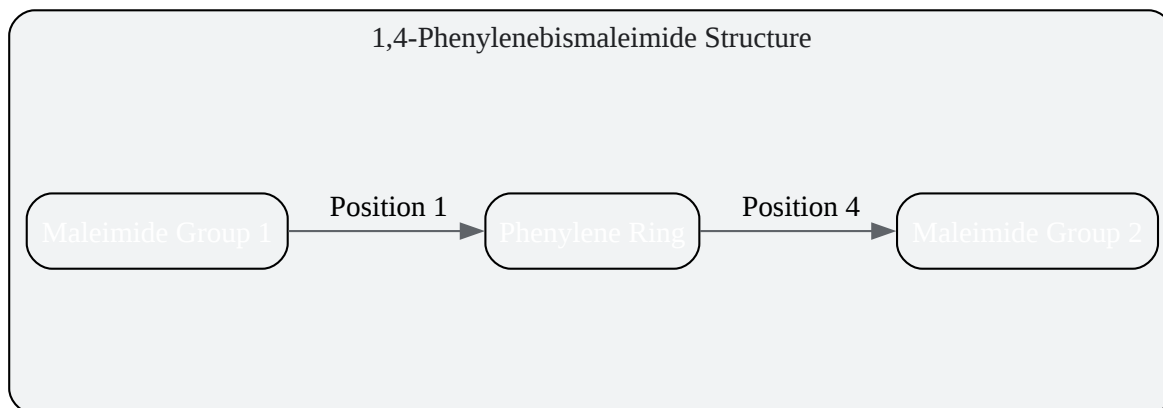 1,4-Phenylenebismaleimide Structure
Maleimide Group 1
Position 1
Phenylene Ring
Position 4
Maleimide Group 2